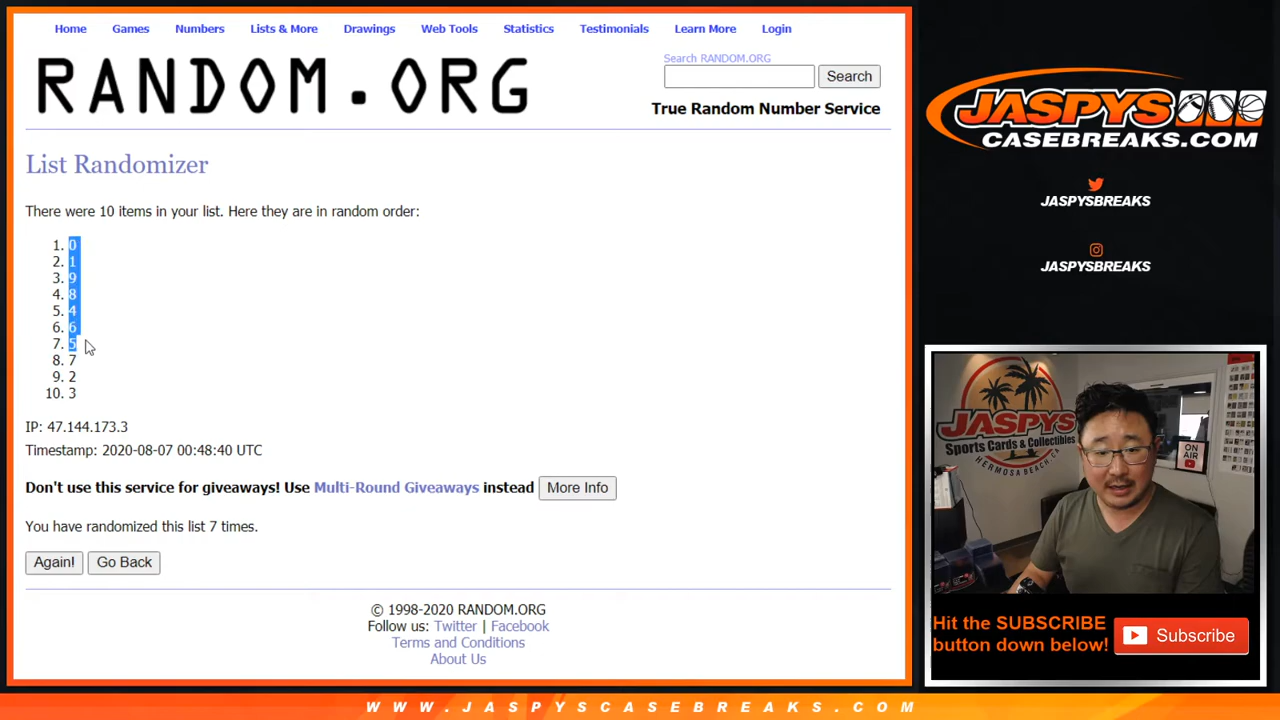 Home Games Numbers Lists & More Drawings Web Tools Statistics Testimonials Learn More Login
RANDOM.ORG
Search RANDOM.ORG
Search
True Random Number Service
List Randomizer
There were 10 items in your list. Here they are in random order:
1. 0
2. 1
3. 9
4. 8
5. 4
6. 6
7. 5
8. 7
9. 2
10. 3
IP: 47.144.173.3
Timestamp: 2020-08-07 00:48:40 UTC
Don't use this service for giveaways! Use Multi-Round Giveaways instead More Info
You have randomized this list 7 times.
Again! Go Back
© 1998-2020 RANDOM.ORG
Follow us: Twitter | Facebook
Terms and Conditions
About Us
JASPYS
CASEBREAKS.COM
JASPYSBREAKS
JASPYSBREAKS
JASPYS
Sports Cards & Collectibles
HERMOSA BEACH, CA
ON AIR
Hit the SUBSCRIBE
button down below!
Subscribe
WWW.JASPYSCASEBREAKS.COM